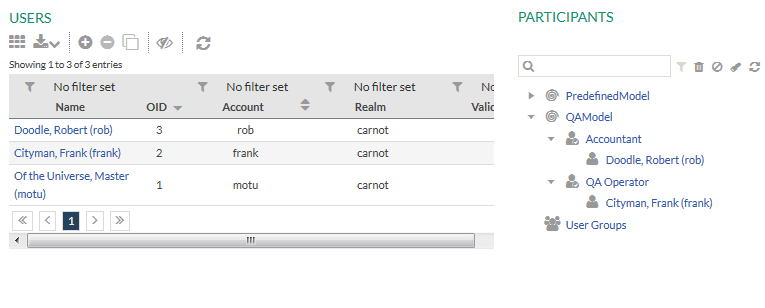 USERS
Showing 1 to 3 of 3 entries
No filter set No filter set No filter set No
Name OID Account Realm Valid
Doodle, Robert (rob) 3 rob carnot
Cityman, Frank (frank) 2 frank carnot
Of the Universe, Master
(motu) 1 motu carnot
1
PARTICIPANTS
PredefinedModel
QAModel
Accountant
Doodle, Robert (rob)
QA Operator
Cityman, Frank (frank)
User Groups